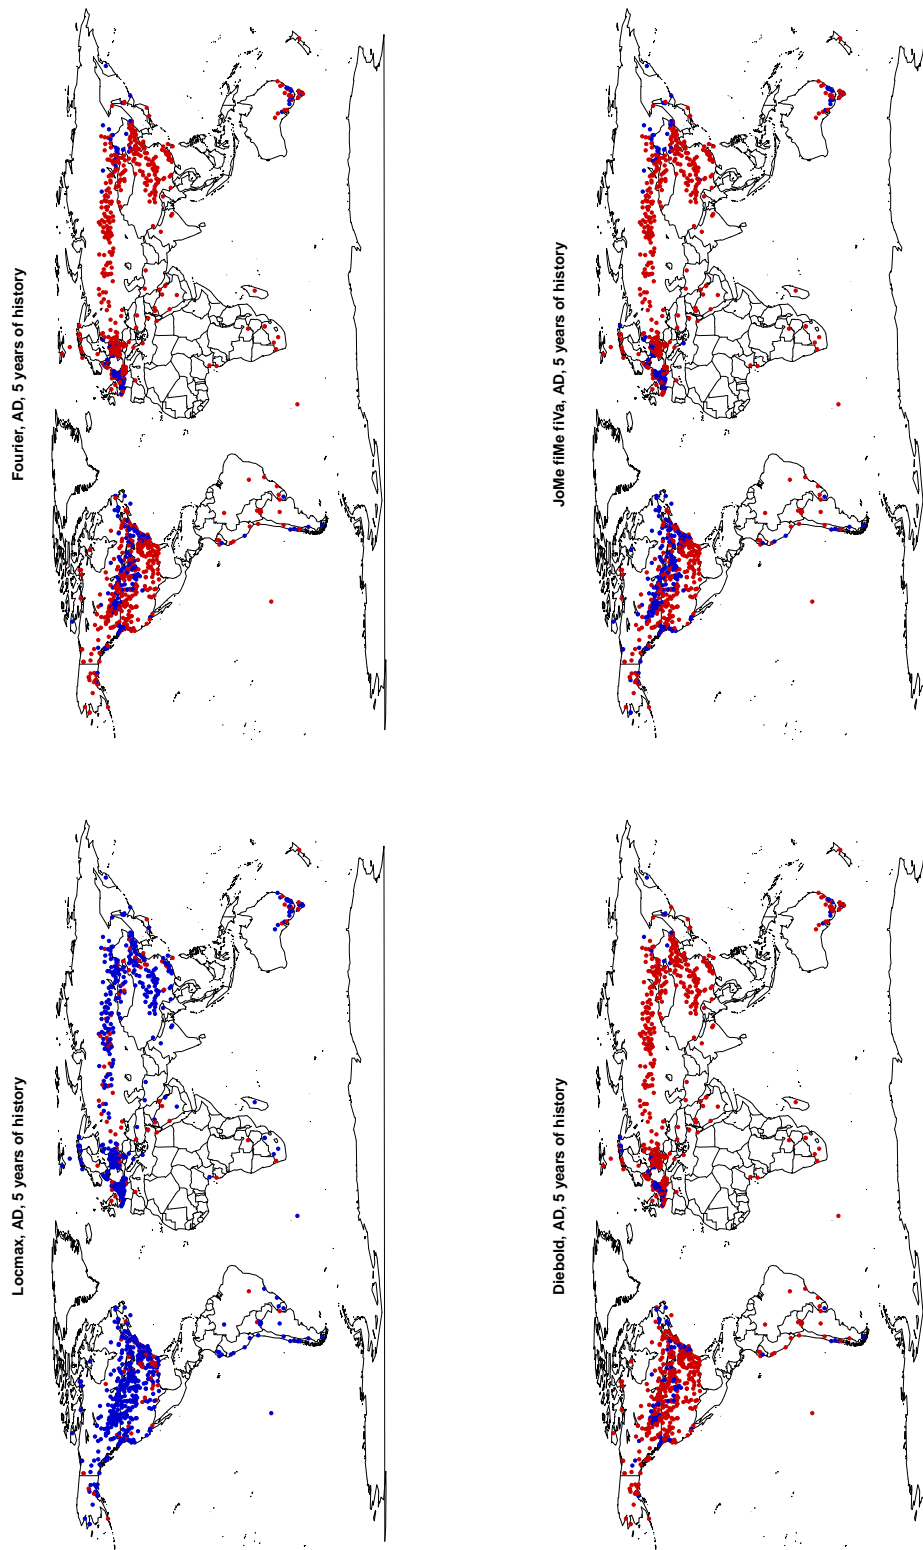 Locmax, AD, 5 years of history
Fourier, AD, 5 years of history
Diebold, AD, 5 years of history
JoMe fiMe fiVa, AD, 5 years of history